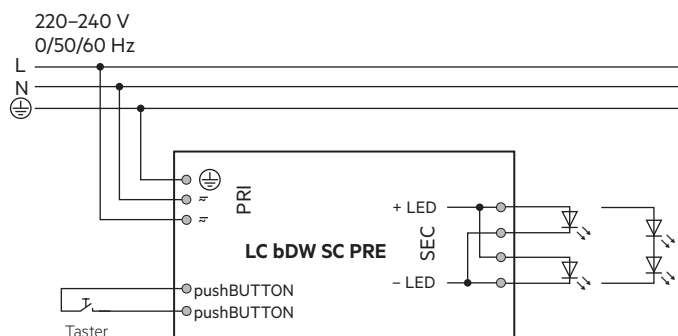 220–240 V
0/50/60 Hz
L
N
PRI
+ LED
SEC
LC bDW SC PRE
– LED
pushBUTTON
pushBUTTON
Taster